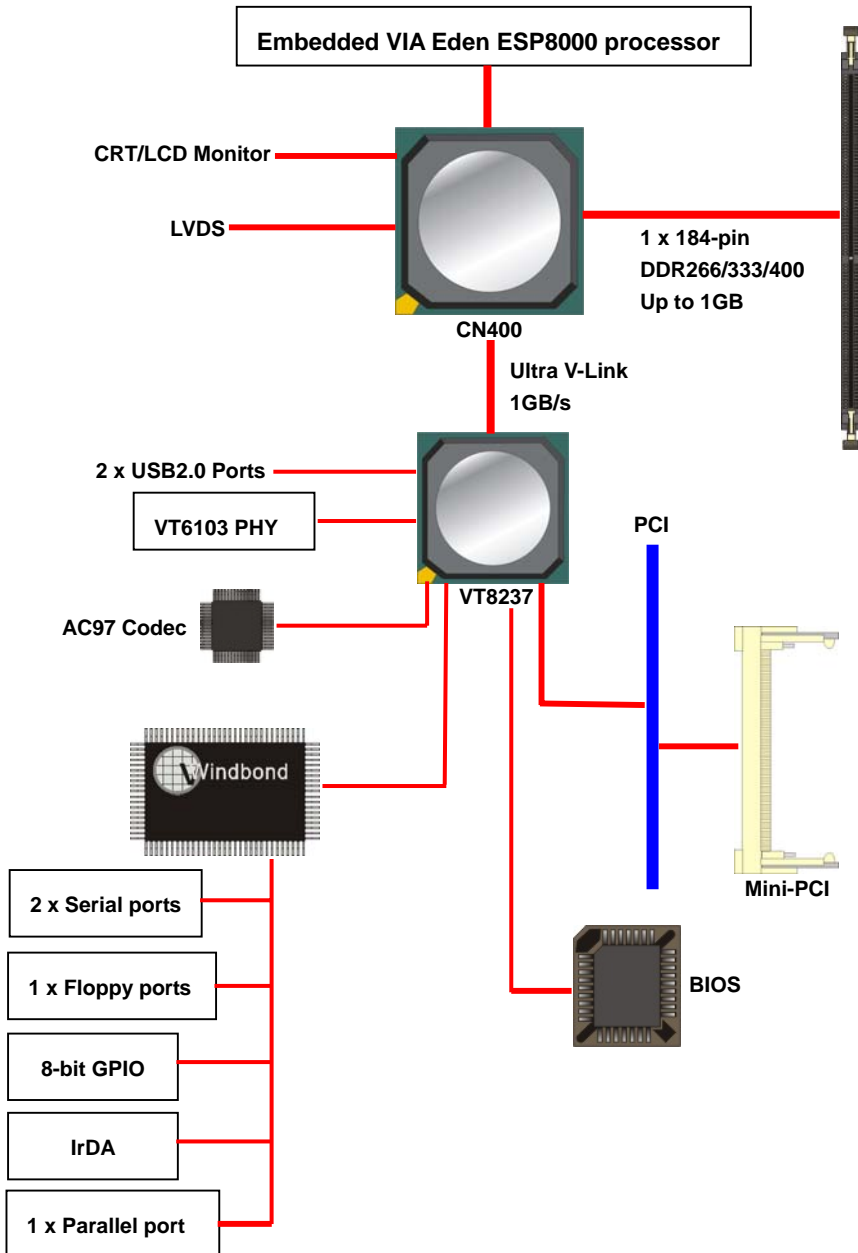 Embedded VIA Eden ESP8000 processor
CRT/LCD Monitor
LVDS
1 x 184-pin
DDR266/333/400
Up to 1GB
CN400
Ultra V-Link
1GB/s
2 x USB2.0 Ports
VT6103 PHY
PCI
VT8237
AC97 Codec
Windbond
Mini-PCI
2 x Serial ports
1 x Floppy ports
BIOS
8-bit GPIO
IrDA
1 x Parallel port